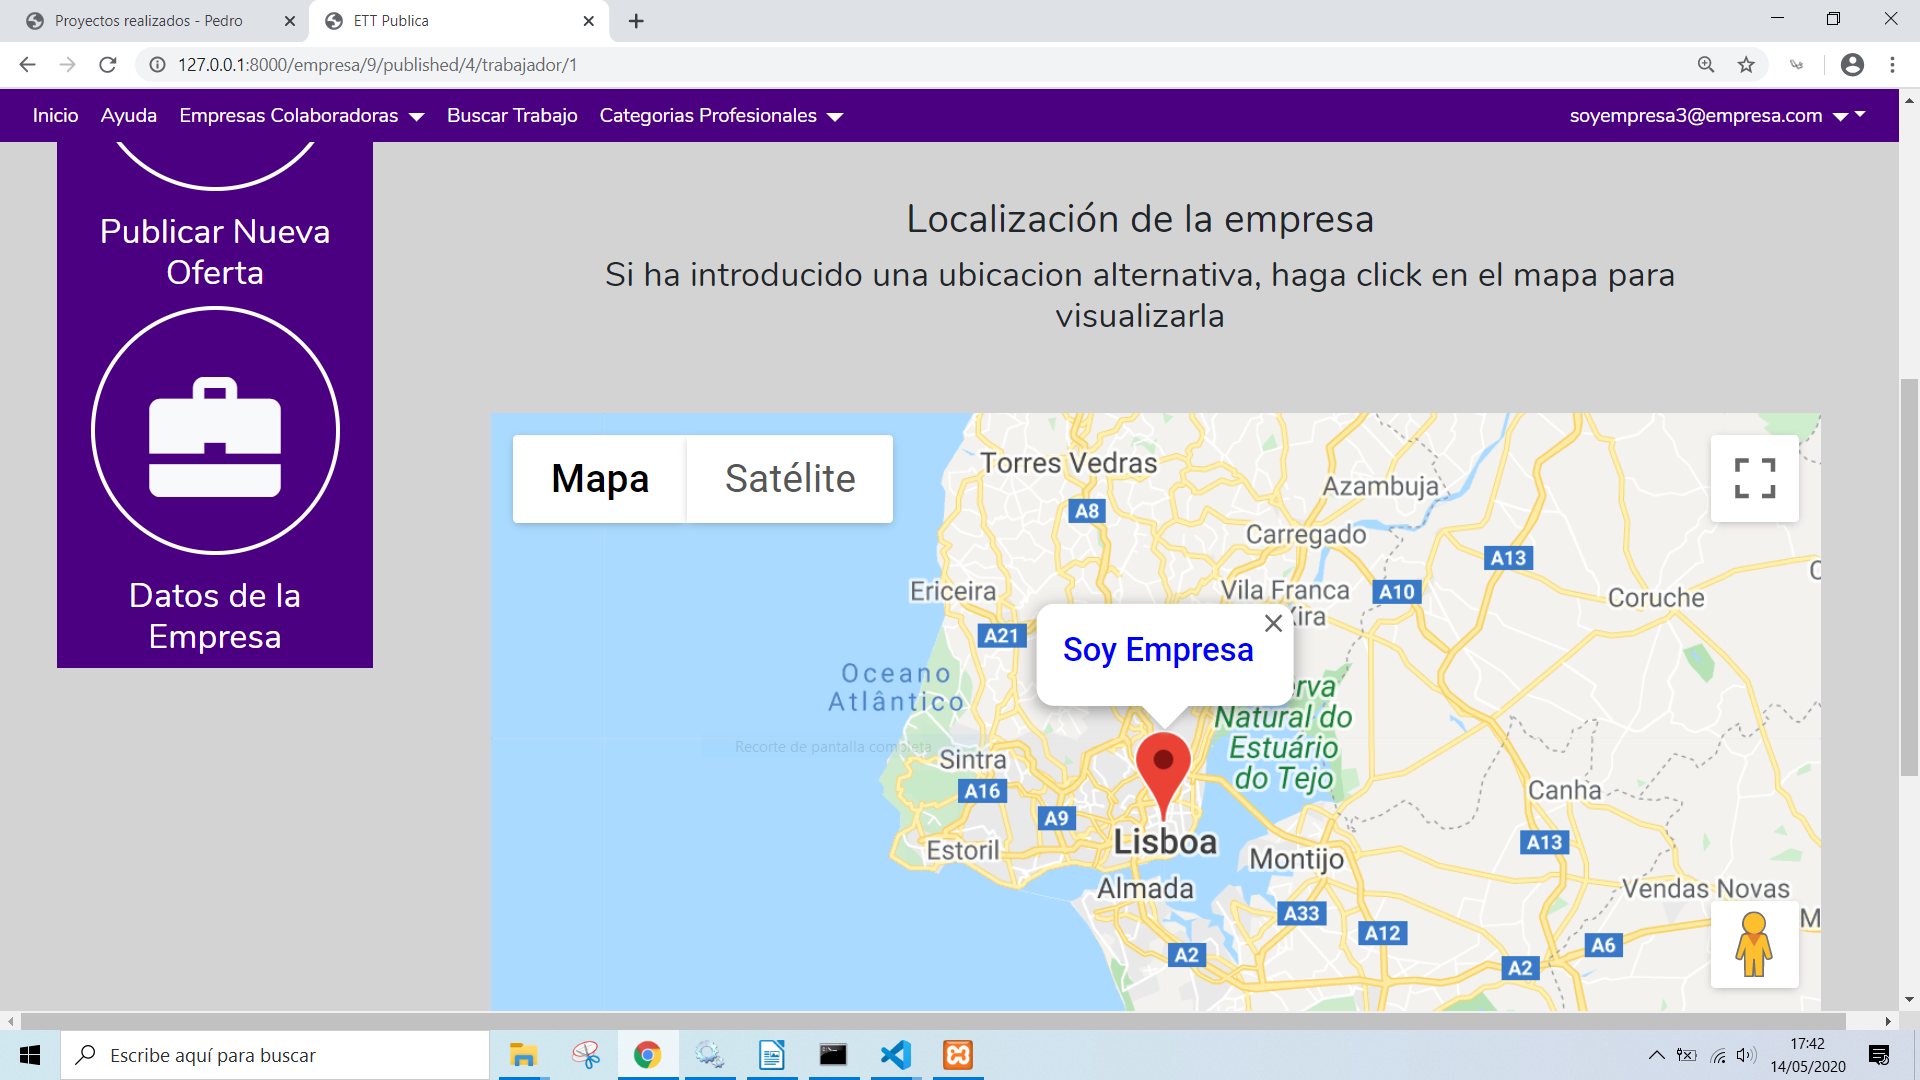 Proyectos realizados - Pedro
ETT Publica
127.0.0.1:8000/empresa/9/published/4/trabajador/1
Inicio Ayuda Empresas Colaboradoras Buscar Trabajo Categorias Profesionales soyempresa3@empresa.com
Publicar Nueva
Oferta
Datos de la
Empresa
Localización de la empresa
Si ha introducido una ubicacion alternativa, haga click en el mapa para
visualizarla
Mapa Satélite
Torres Vedras
Azambuja
A8
Carregado
A13
Ericeira
Vila Franca
A10
Coruche
Xira
A21
Soy Empresa
Oceano
Atlântico
Natural do
Estuário
do Tejo
Recorte de pantalla completa
Sintra
A16
Canha
A9
Lisboa
A13
Estoril
Montijo
Almada
Vendas Novas
A33
A12
A6
A2
A2
Escribe aquí para buscar
17:42
14/05/2020